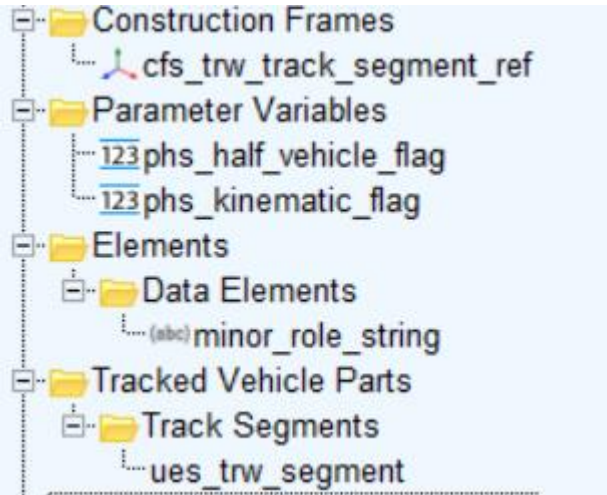 Construction Frames
cfs_trw_track_segment_ref
Parameter Variables
123 phs_half_vehicle_flag
123 phs_kinematic_flag
Elements
Data Elements
(abc) minor_role_string
Tracked Vehicle Parts
Track Segments
ues_trw_segment